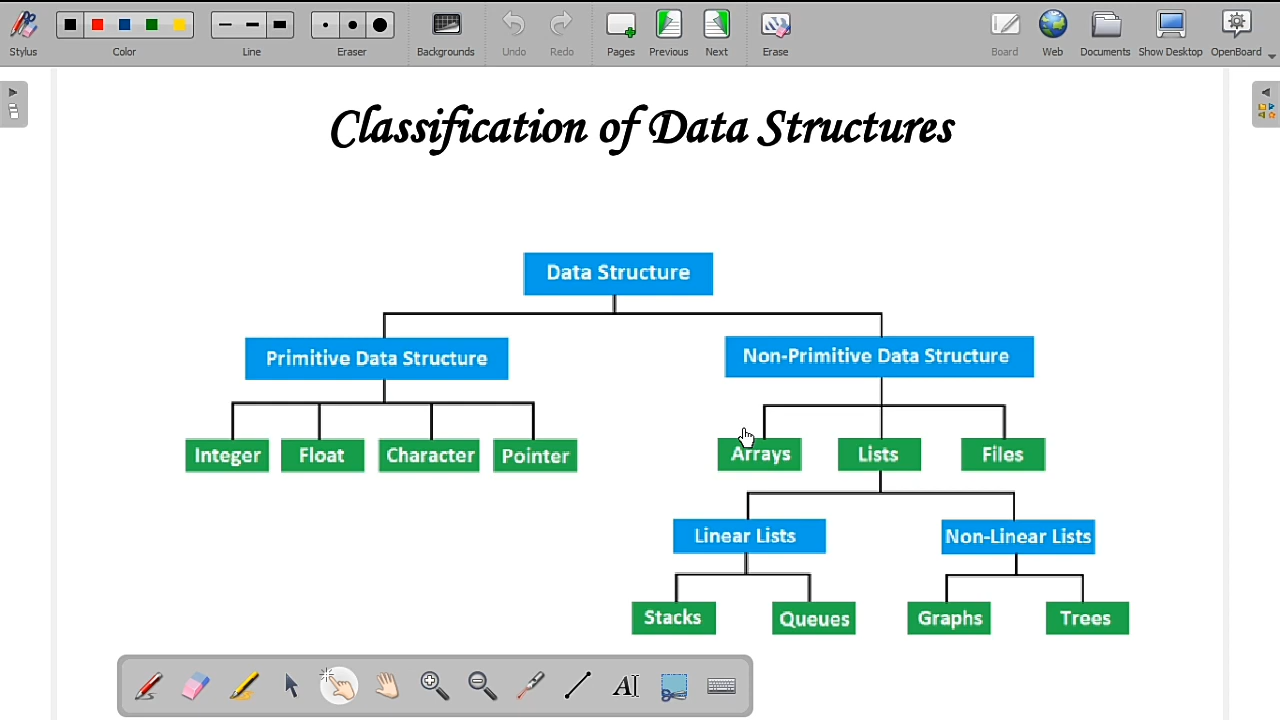 Stylus Color Line Eraser Backgrounds Undo Redo Pages Previous Next Erase Board Web Documents Show Desktop OpenBoard
Classification of Data Structures
Data Structure
Primitive Data Structure Non-Primitive Data Structure
Integer Float Character Pointer Arrays Lists Files
Linear Lists Non-Linear Lists
Stacks Queues Graphs Trees
AI